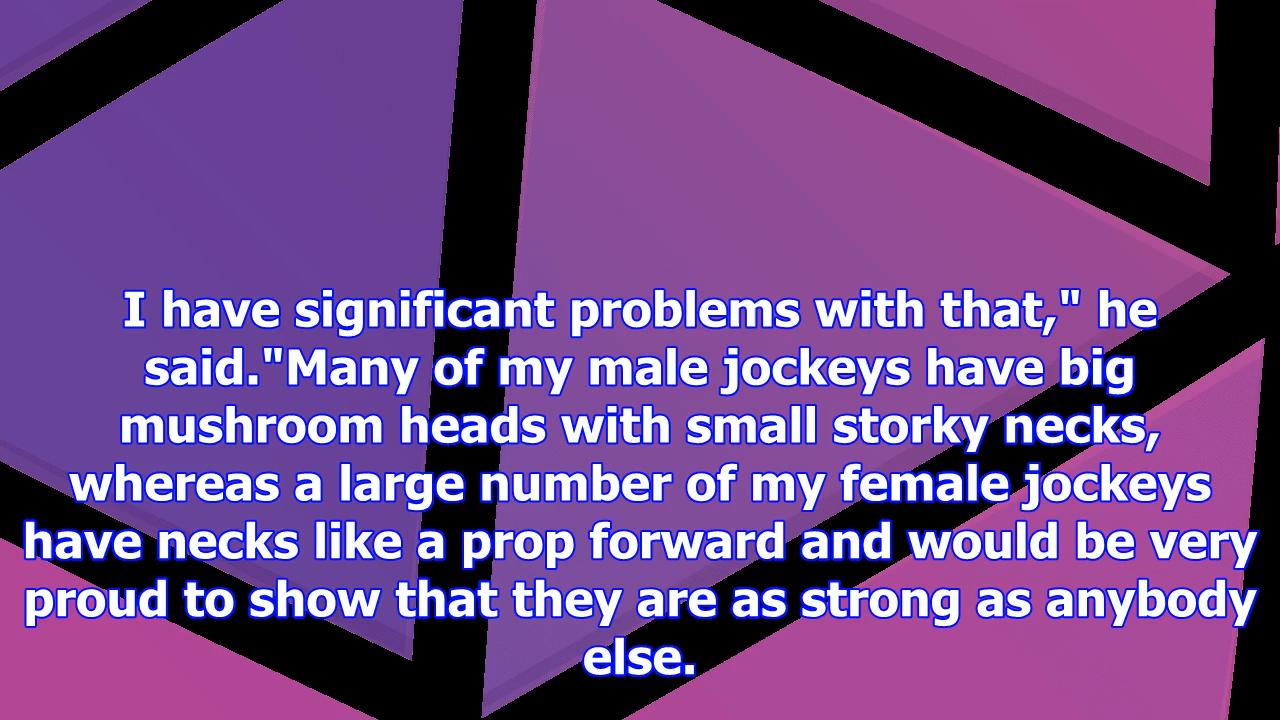 I have significant problems with that," he
said."Many of my male jockeys have big
mushroom heads with small storky necks,
whereas a large number of my female jockeys
have necks like a prop forward and would be very
proud to show that they are as strong as anybody
else.